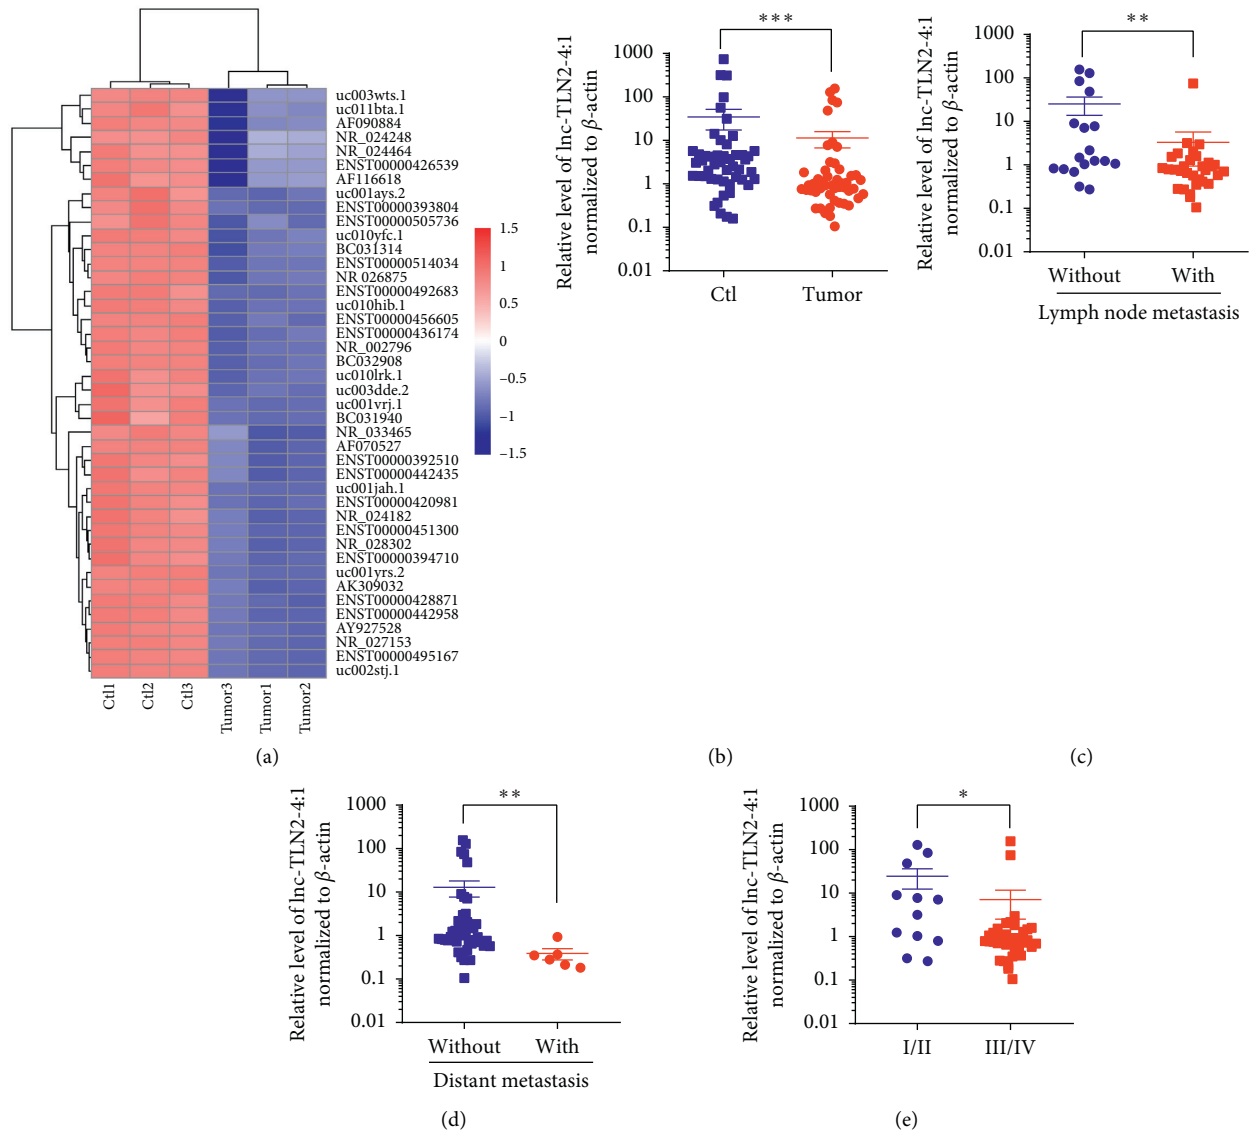 uc003wts.1
uc011bta.1
AF090884
NR_024248
NR_024464
ENST00000426539
AF116618
uc001ays.2
ENST00000393804
ENST00000505736
uc010yfc.1
BC031314
ENST00000514034
NR 026875
ENST00000492683
uc010hib.1
ENST00000456605
ENST00000436174
NR_002796
BC032908
uc010lrk.1
uc003dde.2
uc001vrj.1
BC031940
NR_033465
AF070527
ENST00000392510
ENST00000442435
uc001jah.1
ENST00000420981
NR_024182
ENST00000451300
NR_028302
ENST00000394710
uc001yrs.2
AK309032
ENST00000428871
ENST00000442958
AY927528
NR_027153
ENST00000495167
uc002stj.1
Ctl1
Ctl2
Ctl3
Tumor3
Tumor1
Tumor2
1.5
1
0.5
0
−0.5
−1
−1.5
(a)
Relative level of lnc-TLN2-4:1
normalized to β-actin
1000
100
10
1
0.1
0.01
***
Ctl
Tumor
(b)
Relative level of lnc-TLN2-4:1
normalized to β-actin
1000
100
10
1
0.1
0.01
**
Without
With
Lymph node metastasis
(c)
Relative level of lnc-TLN2-4:1
normalized to β-actin
1000
100
10
1
0.1
0.01
**
Without
With
Distant metastasis
(d)
Relative level of lnc-TLN2-4:1
normalized to β-actin
1000
100
10
1
0.1
0.01
*
I/II
III/IV
(e)